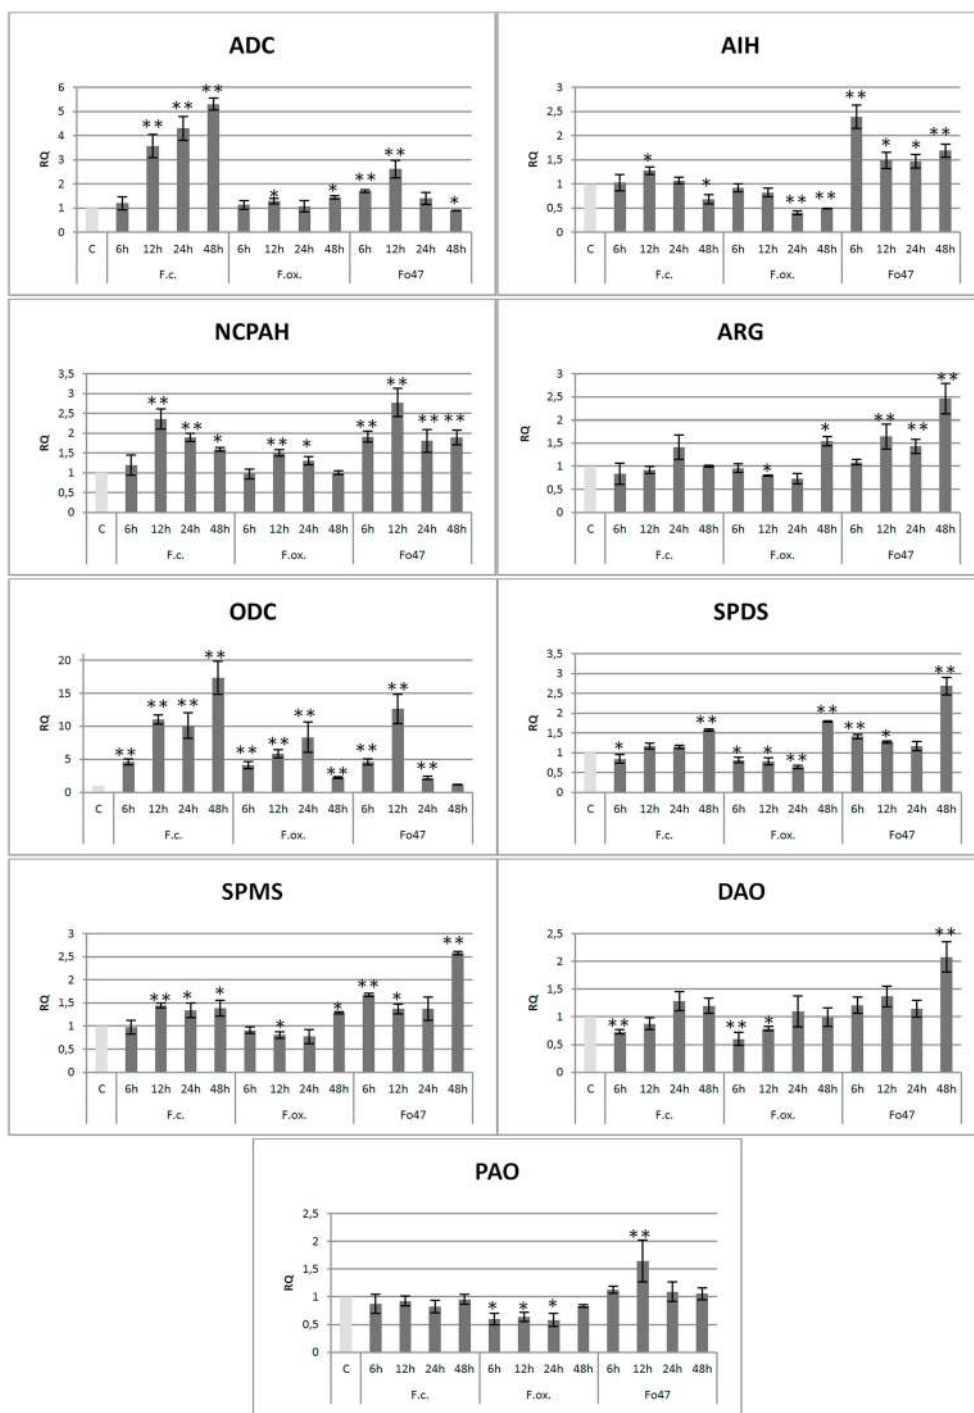 ADC
6
5
4
3
2
1
0
RQ
** ** ** * * ** ** *
C 6h 12h 24h 48h 6h 12h 24h 48h 6h 12h 24h 48h
F.c. F.ox. Fo47
AIH
3
2,5
2
1,5
1
0,5
0
RQ
* * ** ** ** * * **
C 6h 12h 24h 48h 6h 12h 24h 48h 6h 12h 24h 48h
F.c. F.ox. Fo47
NCPAH
3,5
3
2,5
2
1,5
1
0,5
0
RQ
** ** * ** * ** ** ** **
C 6h 12h 24h 48h 6h 12h 24h 48h 6h 12h 24h 48h
F.c. F.ox. Fo47
ARG
3
2,5
2
1,5
1
0,5
0
RQ
* * ** ** **
C 6h 12h 24h 48h 6h 12h 24h 48h 6h 12h 24h 48h
F.c. F.ox. Fo47
ODC
20
15
10
5
0
RQ
** ** ** ** ** ** ** ** ** ** **
C 6h 12h 24h 48h 6h 12h 24h 48h 6h 12h 24h 48h
F.c. F.ox. Fo47
SPDS
3,5
3
2,5
2
1,5
1
0,5
0
RQ
* ** * * ** ** ** * **
C 6h 12h 24h 48h 6h 12h 24h 48h 6h 12h 24h 48h
F.c. F.ox. Fo47
SPMS
3
2,5
2
1,5
1
0,5
0
RQ
** * * * * ** * **
C 6h 12h 24h 48h 6h 12h 24h 48h 6h 12h 24h 48h
F.c. F.ox. Fo47
DAO
2,5
2
1,5
1
0,5
0
RQ
** ** * **
C 6h 12h 24h 48h 6h 12h 24h 48h 6h 12h 24h 48h
F.c. F.ox. Fo47
PAO
2,5
2
1,5
1
0,5
0
RQ
* * * **
C 6h 12h 24h 48h 6h 12h 24h 48h 6h 12h 24h 48h
F.c. F.ox. Fo47